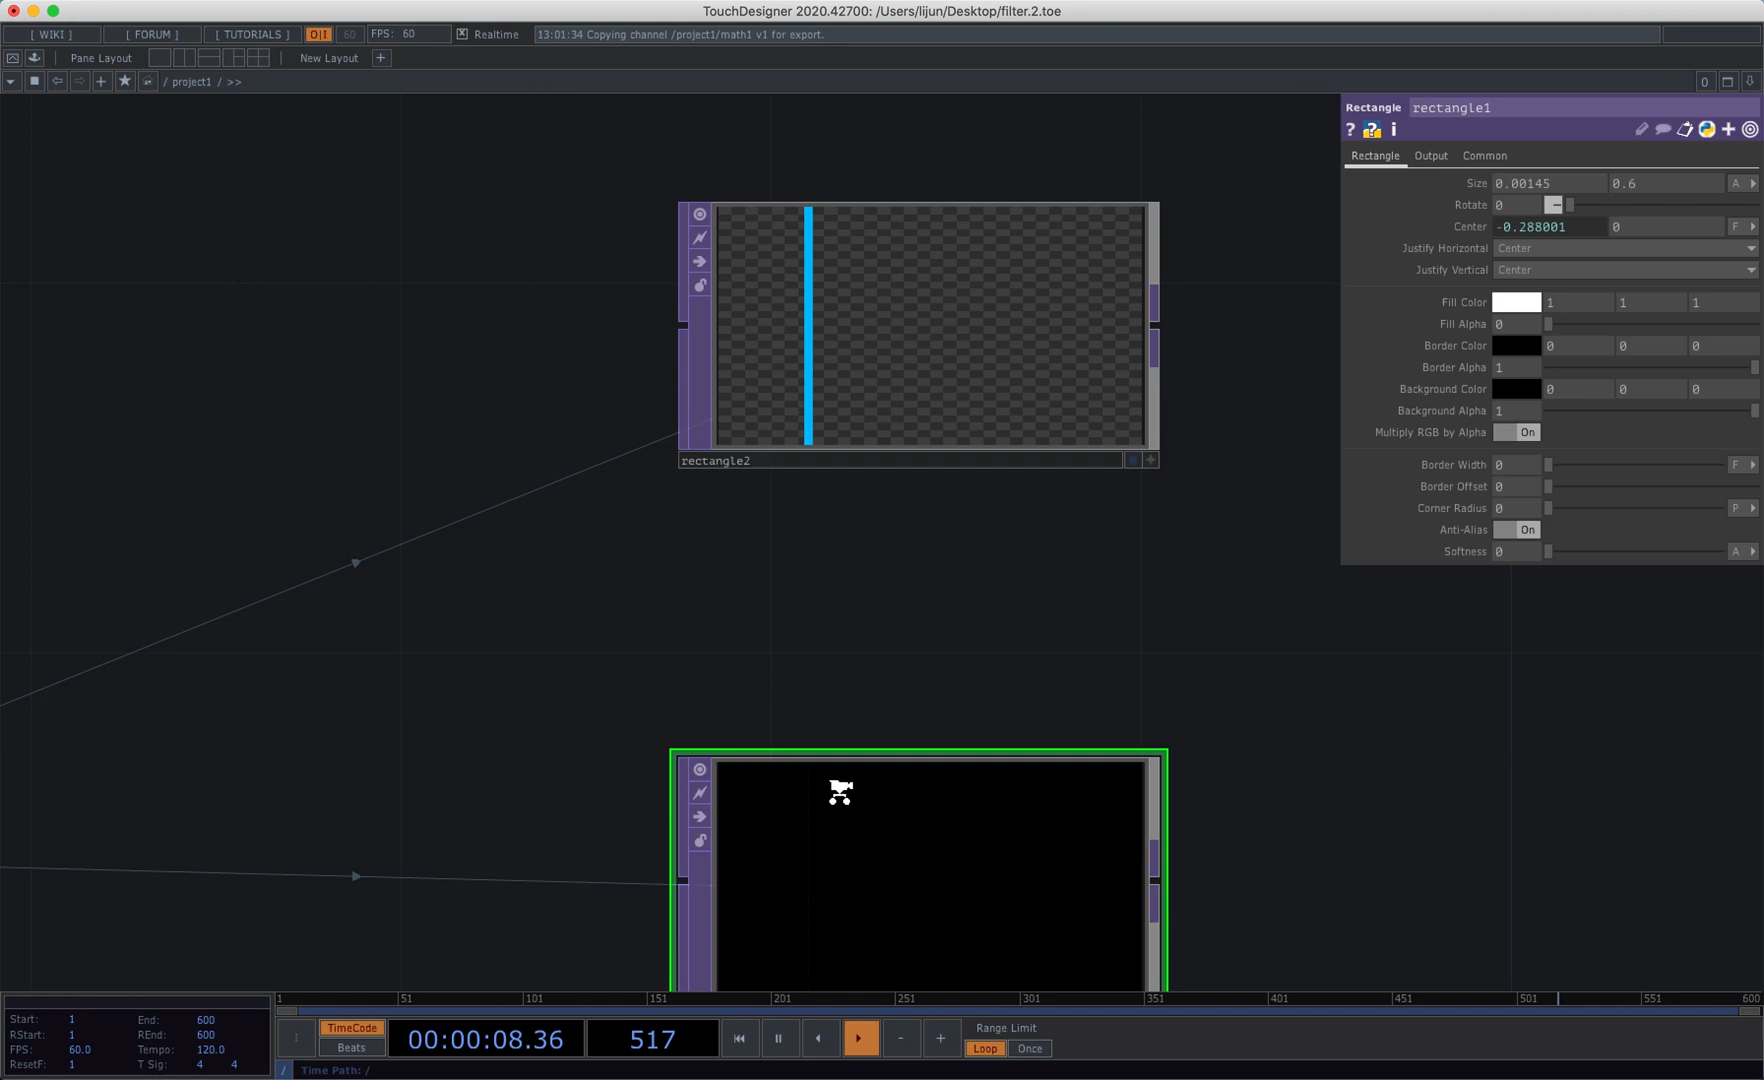 TouchDesigner 2020.42700: /Users/lijun/Desktop/filter.2.toe
[ WIKI ] [ FORUM ] [ TUTORIALS ] O|I 60 FPS: 60 Realtime 13:01:34 Copying channel /project1/math1 v1 for export.
Pane Layout New Layout +
/ project1 / >> 0
Rectangle rectangle1
? ? i
Rectangle Output Common
Size 0.00145 0.6 A
Rotate 0
Center -0.288001 0 F
Justify Horizontal Center
Justify Vertical Center
Fill Color 1 1 1
Fill Alpha 0
Border Color 0 0 0
Border Alpha 1
Background Color 0 0 0
Background Alpha 1
Multiply RGB by Alpha On
Border Width 0 F
Border Offset 0
Corner Radius 0 P
Anti-Alias On
Softness 0 A
rectangle2
1 51 101 151 201 251 301 351 401 451 501 551 600
Start: 1 End: 600
RStart: 1 REnd: 600
FPS: 60.0 Tempo: 120.0
ResetF: 1 T Sig: 4 4
TimeCode
Beats
00:00:08.36 517
- +
Range Limit
Loop Once
/ Time Path: /